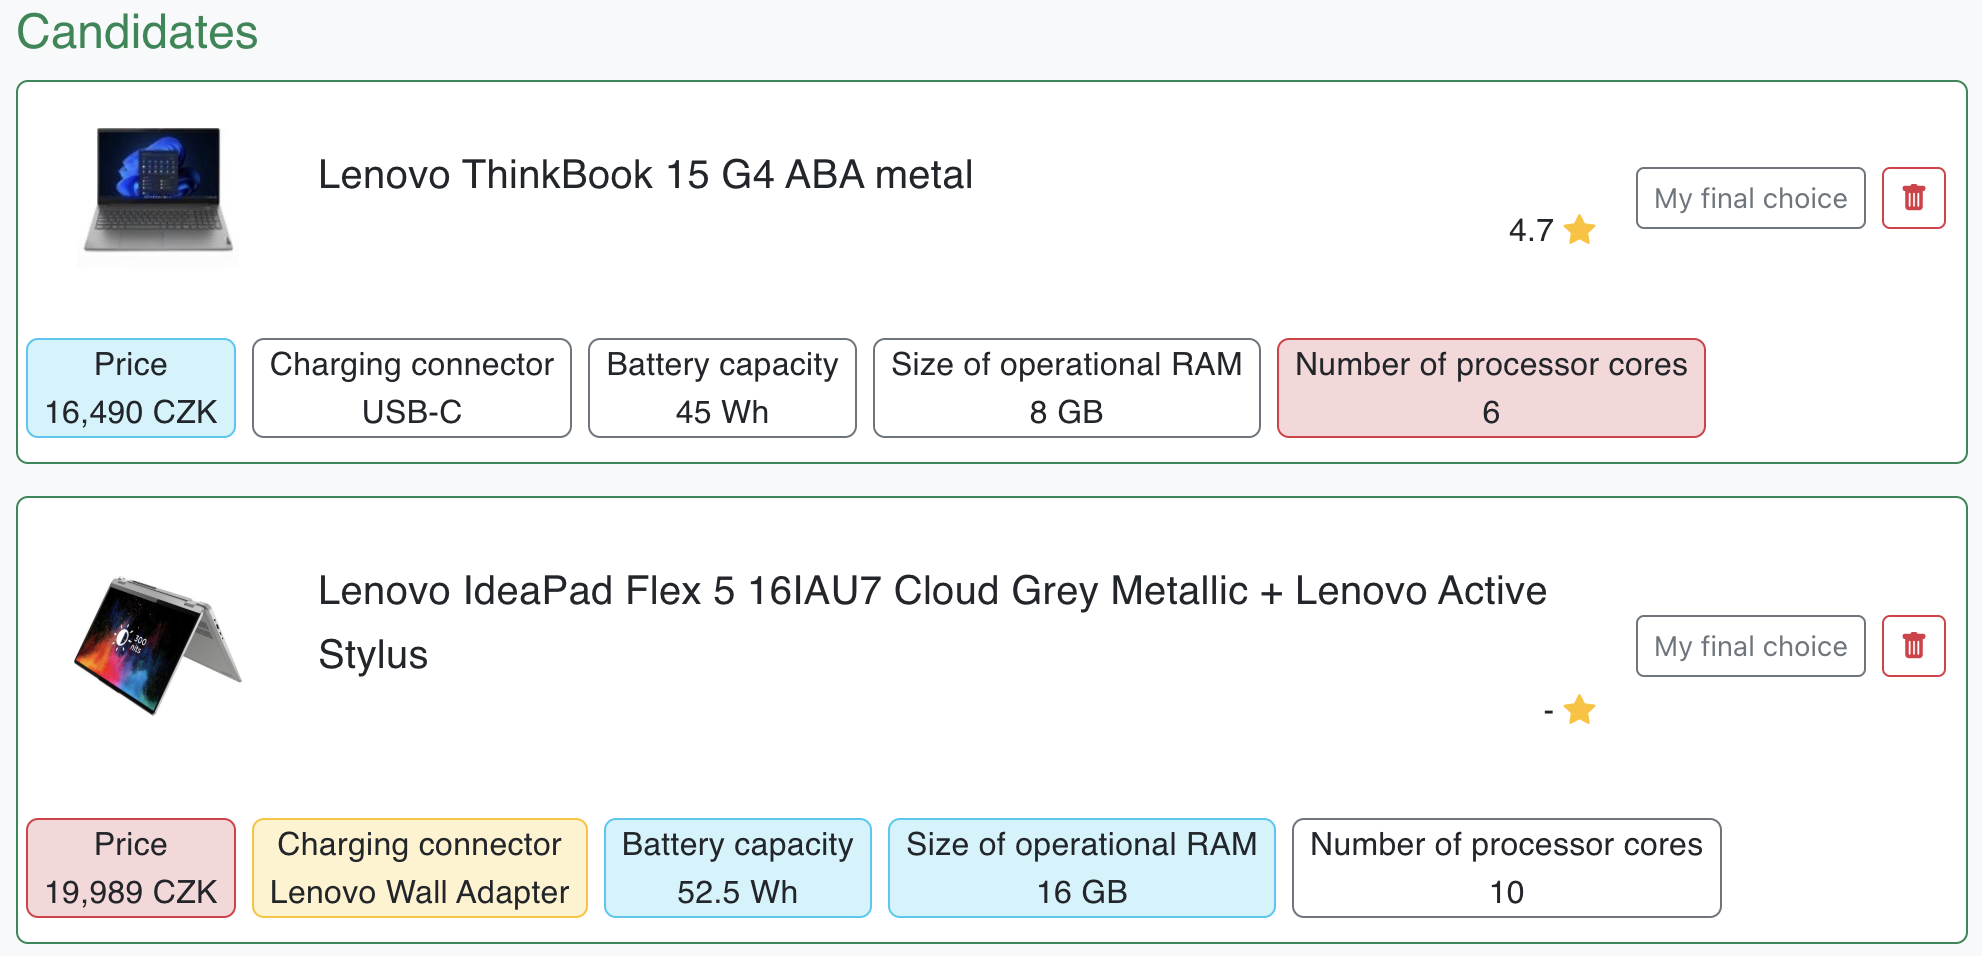 Candidates
Lenovo ThinkBook 15 G4 ABA metal
4.7
My final choice
Price
16,490 CZK
Charging connector
USB-C
Battery capacity
45 Wh
Size of operational RAM
8 GB
Number of processor cores
6
Lenovo IdeaPad Flex 5 16IAU7 Cloud Grey Metallic + Lenovo Active
Stylus
-
My final choice
300
nits
Price
19,989 CZK
Charging connector
Lenovo Wall Adapter
Battery capacity
52.5 Wh
Size of operational RAM
16 GB
Number of processor cores
10